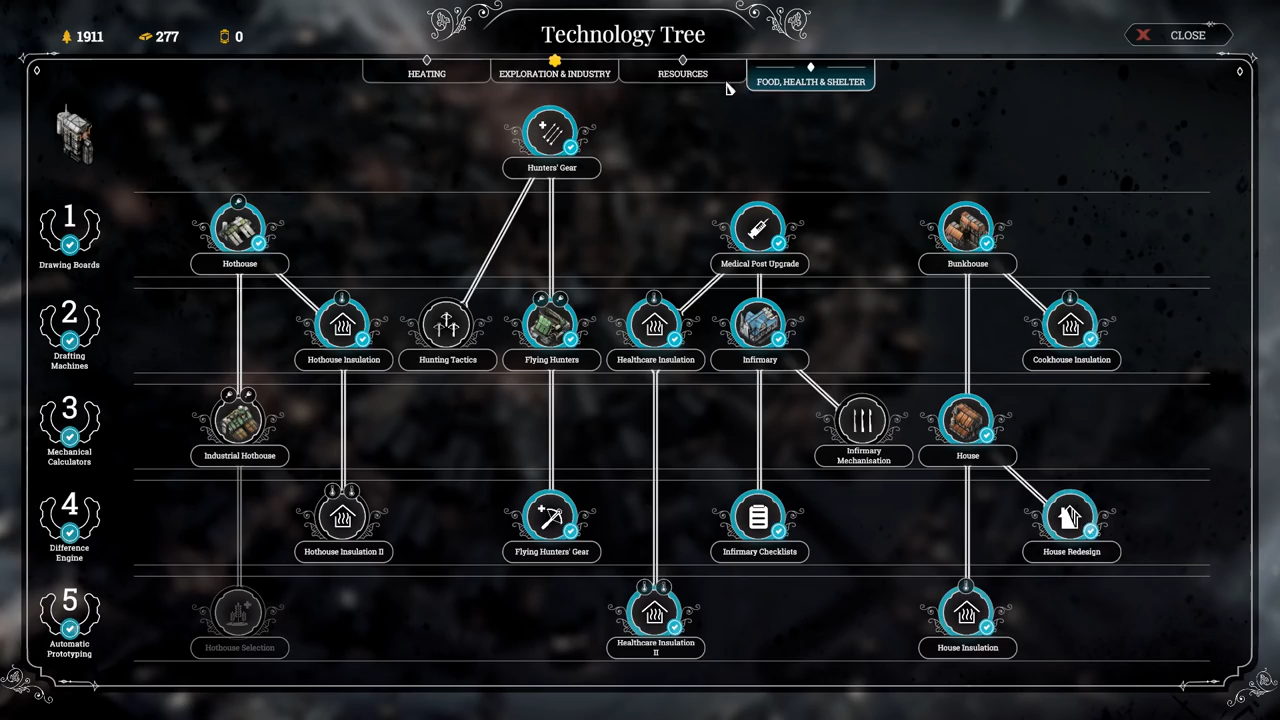 1911
277
0
Technology Tree
CLOSE
HEATING
EXPLORATION & INDUSTRY
RESOURCES
FOOD, HEALTH & SHELTER
Hunters' Gear
1
Drawing Boards
Hothouse
Medical Post Upgrade
Bunkhouse
2
Drafting
Machines
Hothouse Insulation
Hunting Tactics
Flying Hunters
Healthcare Insulation
Infirmary
Cookhouse Insulation
3
Mechanical
Calculators
Industrial Hothouse
Infirmary
Mechanisation
House
4
Difference
Engine
Hothouse Insulation II
Flying Hunters' Gear
Infirmary Checklists
House Redesign
5
Automatic
Prototyping
Hothouse Selection
Healthcare Insulation
II
House Insulation